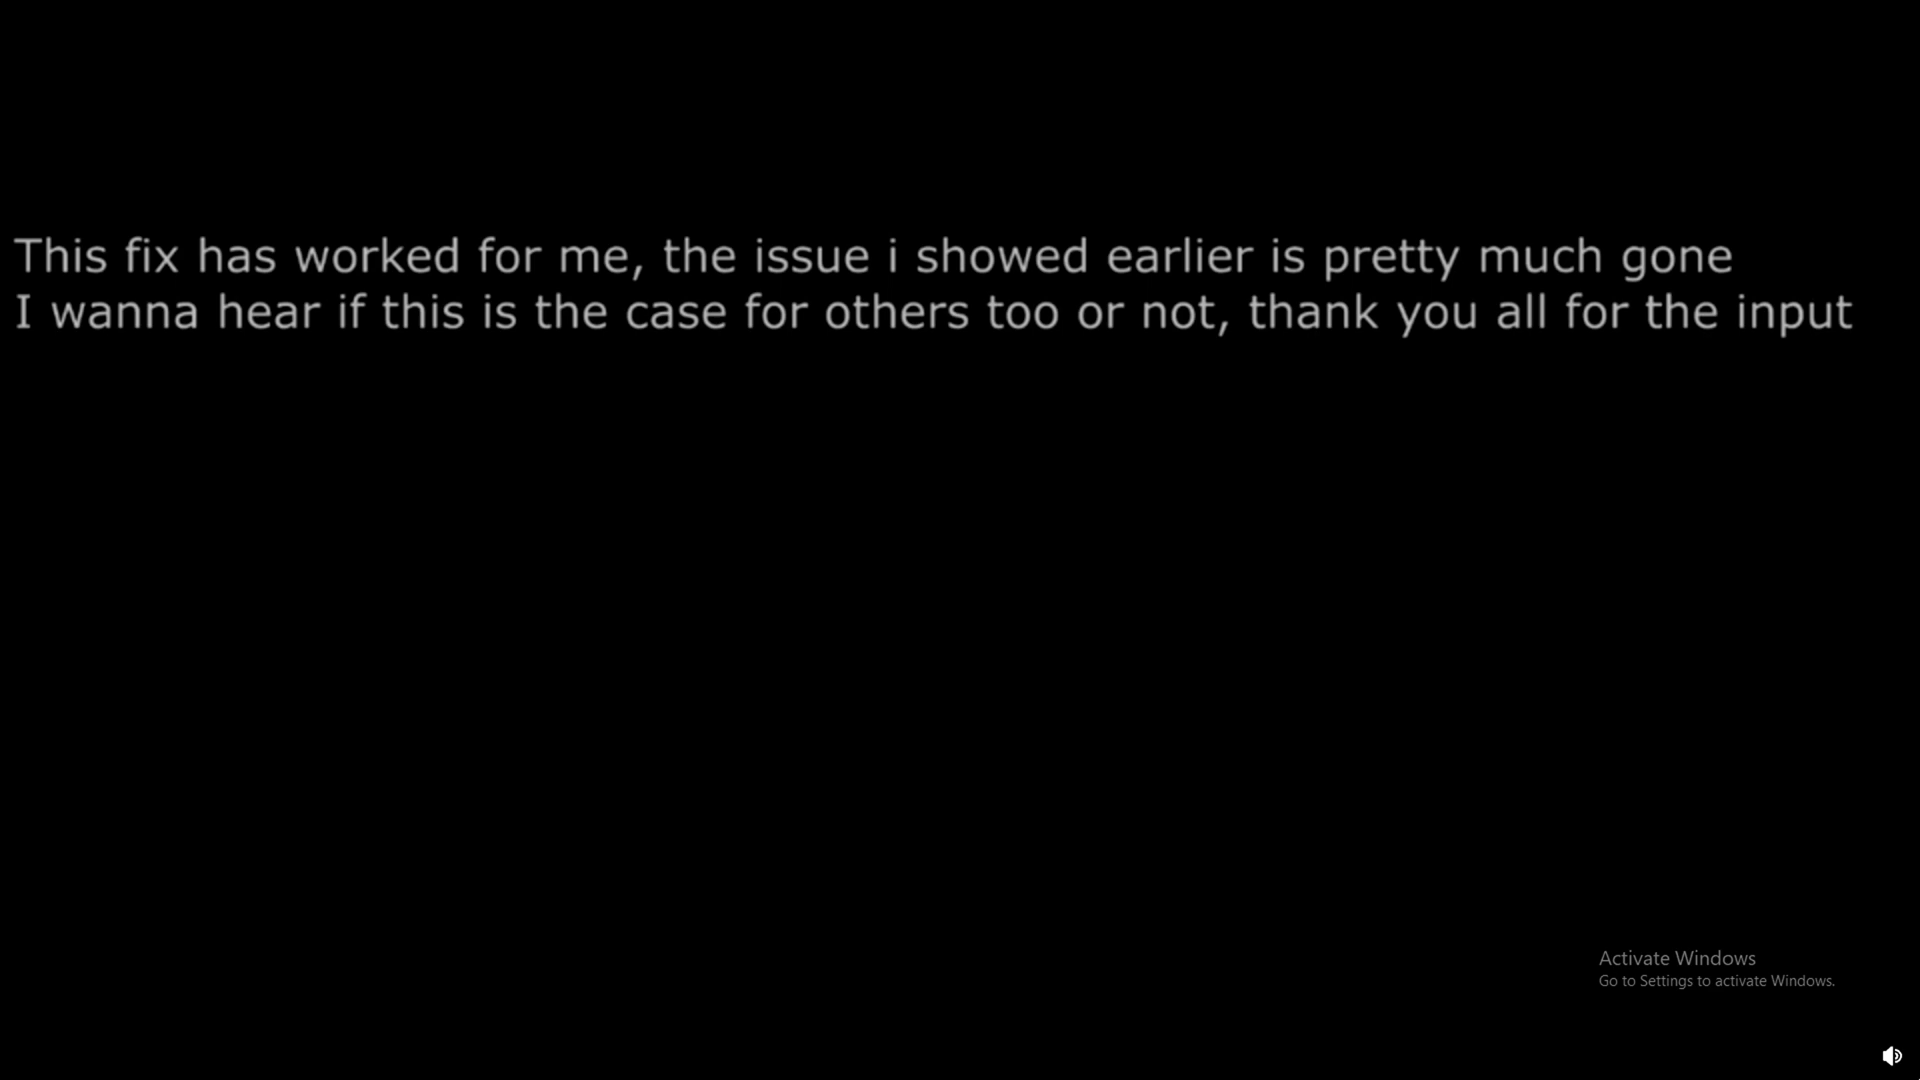 This fix has worked for me, the issue i showed earlier is pretty much gone
I wanna hear if this is the case for others too or not, thank you all for the input
Activate Windows
Go to Settings to activate Windows.